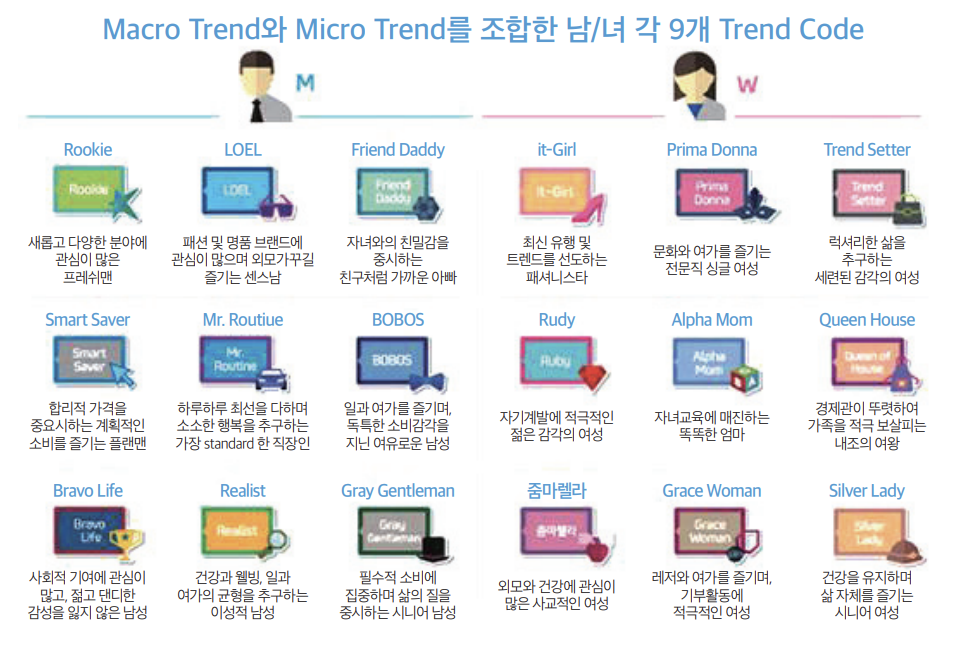 Macro Trend와 Micro Trend를 조합한 남/녀 각 9개 Trend Code
M
W
Rookie
LOEL
Friend Daddy
it-Girl
Prima Donna
Trend Setter
Rookie
LOEL
Friend
Daddy
It-Girl
Prima
Donna
Trend
Setter
새롭고 다양한 분야에
관심이 많은
프레쉬맨
패션 및 명품 브랜드에
관심이 많으며 외모가꾸길
즐기는 센스남
자녀와의 친밀감을
중시하는
친구처럼 가까운 아빠
최신 유행 및
트렌드를 선도하는
패셔니스타
문화와 여가를 즐기는
전문직 싱글 여성
럭셔리한 삶을
추구하는
세련된 감각의 여성
Smart Saver
Mr. Routiue
BOBOS
Rudy
Alpha Mom
Queen House
Smart
Saver
Mr.
Routine
BOBOS
Ruby
Alpha
Mom
Queen of
House
합리적 가격을
중요시하는 계획적인
소비를 즐기는 플랜맨
하루하루 최선을 다하며
소소한 행복을 추구하는
가장 standard 한 직장인
일과 여가를 즐기며,
독특한 소비감각을
지닌 여유로운 남성
자기계발에 적극적인
젊은 감각의 여성
자녀교육에 매진하는
똑똑한 엄마
경제관이 뚜렷하여
가족을 적극 보살피는
내조의 여왕
Bravo Life
Realist
Gray Gentleman
줌마렐라
Grace Woman
Silver Lady
Bravo
Life
Realist
Gray
Gentleman
줌마렐라
Grace
Woman
Silver
Lady
사회적 기여에 관심이
많고, 젊고 댄디한
감성을 잃지 않은 남성
건강과 웰빙, 일과
여가의 균형을 추구하는
이성적 남성
필수적 소비에
집중하며 삶의 질을
중시하는 시니어 남성
외모와 건강에 관심이
많은 사교적인 여성
레저와 여가를 즐기며,
기부활동에
적극적인 여성
건강을 유지하며
삶 자체를 즐기는
시니어 여성